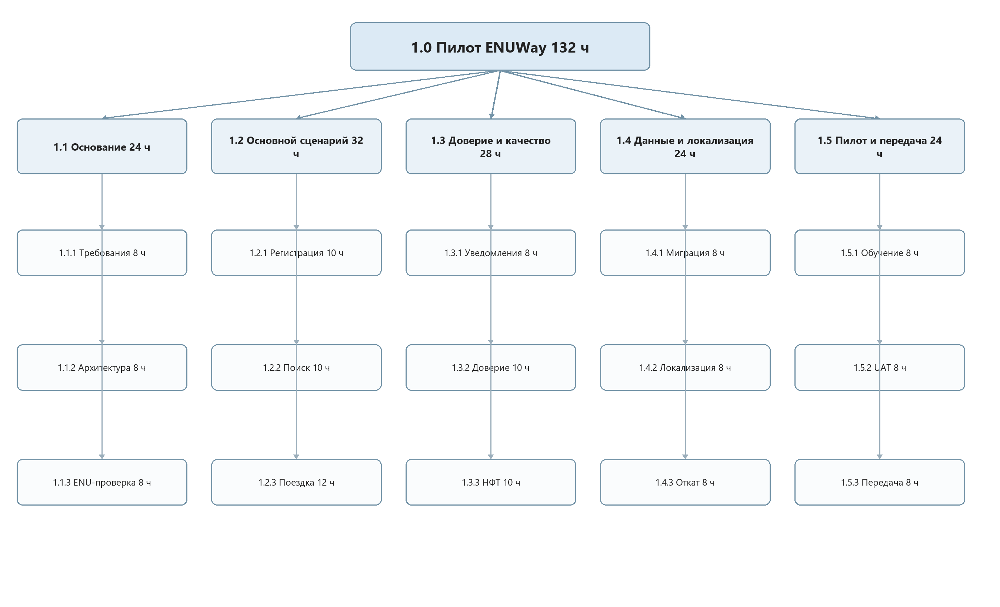 1.0 Пилот ENUWay 132 ч
1.1 Основание 24 ч
1.2 Основной сценарий 32
ч
1.3 Доверие и качество
28 ч
1.4 Данные и локализация
24 ч
1.5 Пилот и передача 24
ч
1.1.1 Требования 8 ч
1.2.1 Регистрация 10 ч
1.3.1 Уведомления 8 ч
1.4.1 Миграция 8 ч
1.5.1 Обучение 8 ч
1.1.2 Архитектура 8 ч
1.2.2 Поиск 10 ч
1.3.2 Доверие 10 ч
1.4.2 Локализация 8 ч
1.5.2 UAT 8 ч
1.1.3 ENU-проверка 8 ч
1.2.3 Поездка 12 ч
1.3.3 НФТ 10 ч
1.4.3 Откат 8 ч
1.5.3 Передача 8 ч